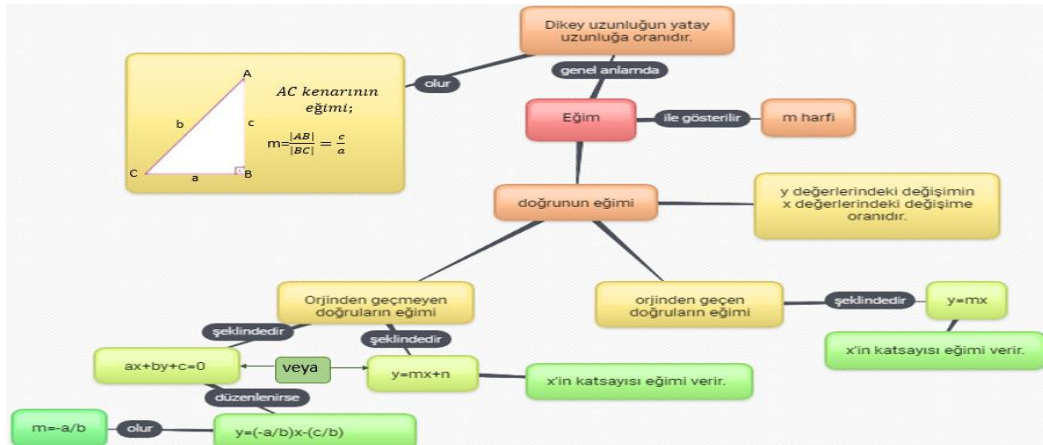 Dikey uzunluğun yatay
uzunluğa oranıdır.
olur
genel anlamda
A
AC kenarının
eğimi;
b
c
m=|AB|/|BC|=c/a
C
a
B
Eğim
ile gösterilir
m harfi
doğrunun eğimi
y değerlerindeki değişimin
x değerlerindeki değişime
oranıdır.
Orjinden geçmeyen
doğruların eğimi
orjinden geçen
doğruların eğimi
şeklindedir
y=mx
x'in katsayısı eğimi verir.
şeklindedir
şeklindedir
ax+by+c=0
veya
y=mx+n
x'in katsayısı eğimi verir.
düzenlenirse
m=-a/b
olur
y=(-a/b)x-(c/b)